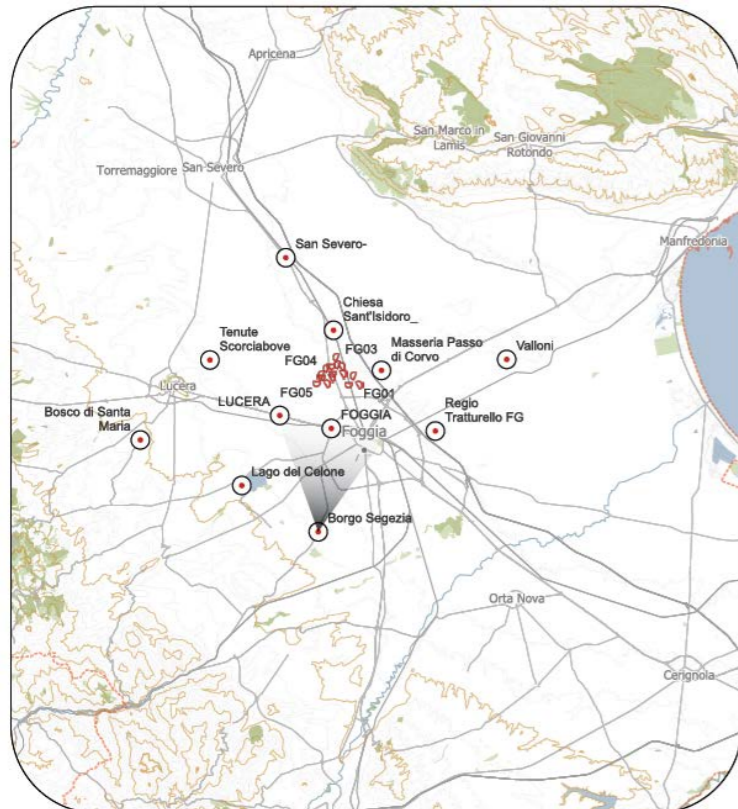 Apricena
San Marco in
Lamis
San Giovanni
Rotondo
Torremaggiore
San Severo
Manfredonia
San Severo-
Chiesa
Sant'Isidoro_
Tenute
Scorciabove
FG03
FG04
Masseria Passo
di Corvo
Valloni
Lucera
FG05
FG01
LUCERA
FOGGIA
Foggia
Regio
Tratturello FG
Bosco di Santa
Maria
Lago del Celone
Borgo Segezia
Orta Nova
Cerignola